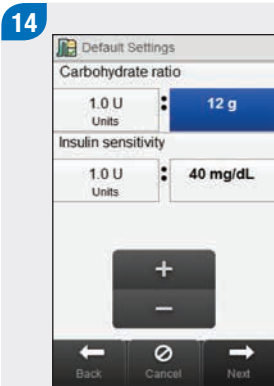 14
Default Settings
Carbohydrate ratio
1.0 U : 12 g
Units
Insulin sensitivity
1.0 U : 40 mg/dL
Units
+
−
Back Cancel Next